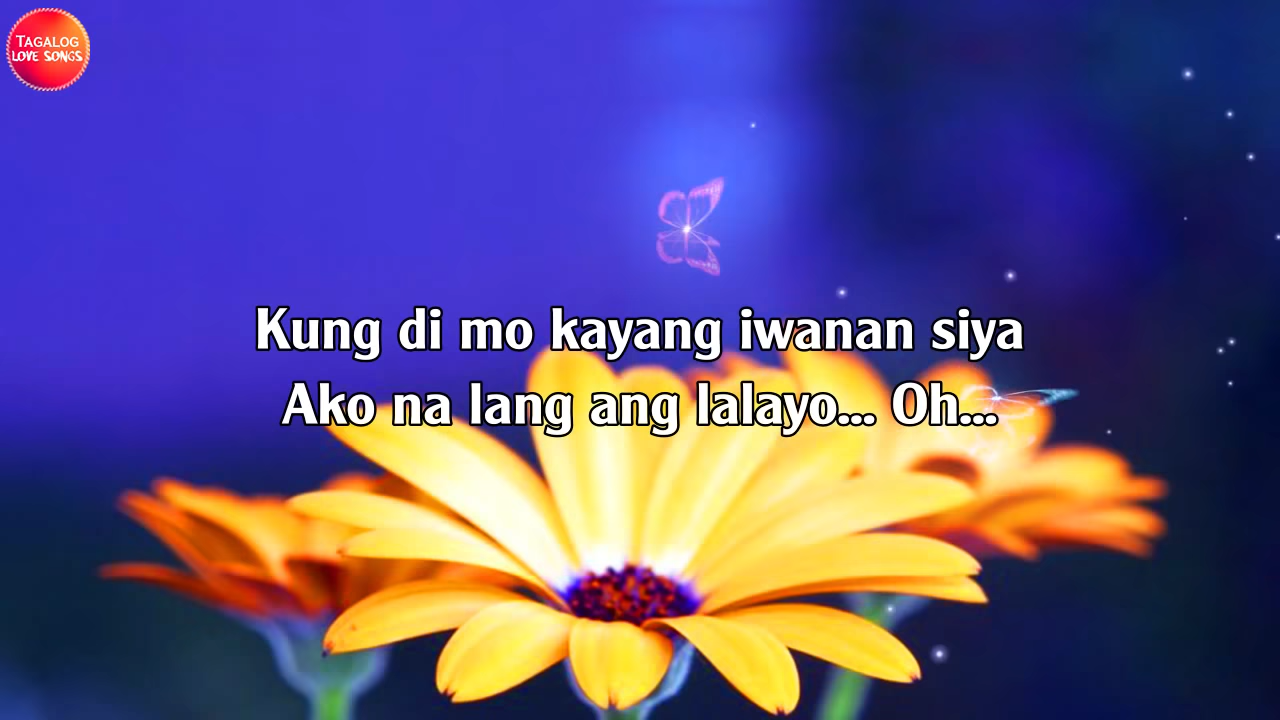 TAGALOG
LOVE SONGS
Kung di mo kayang iwanan siya
Ako na lang ang lalayo... Oh...